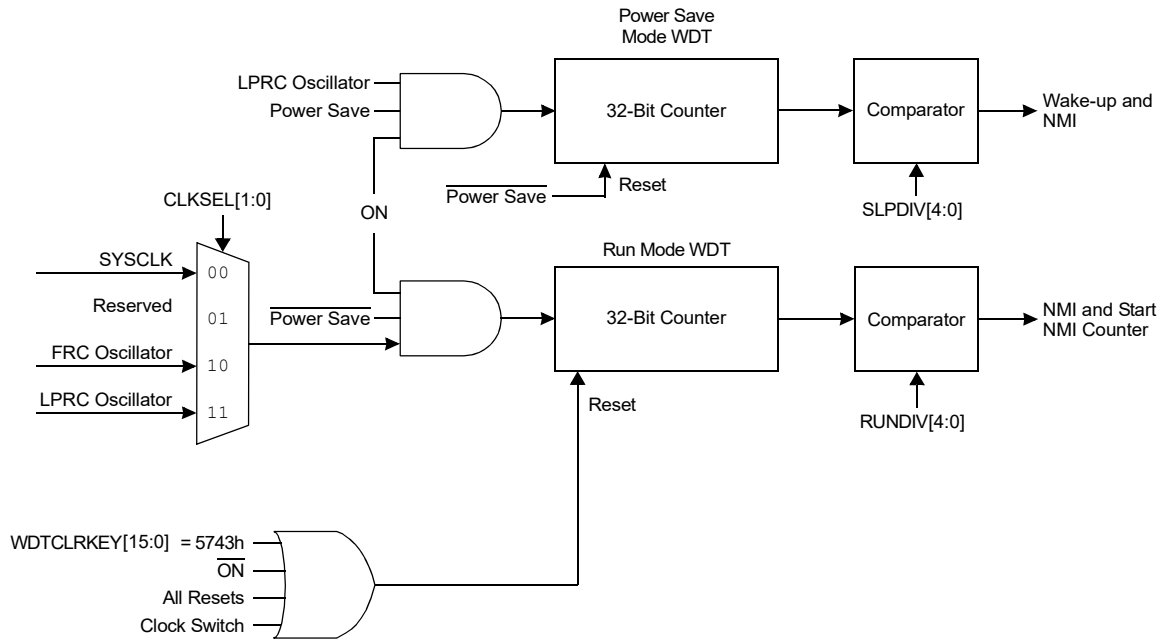 Power Save
Mode WDT
LPRC Oscillator
Power Save
32-Bit Counter
Comparator
Wake-up and
NMI
Power Save
Reset
SLPDIV[4:0]
ON
CLKSEL[1:0]
Run Mode WDT
SYSCLK
00
Reserved
01
FRC Oscillator
10
LPRC Oscillator
11
Power Save
32-Bit Counter
Comparator
NMI and Start
NMI Counter
Reset
RUNDIV[4:0]
WDTCLRKEY[15:0] = 5743h
ON
All Resets
Clock Switch